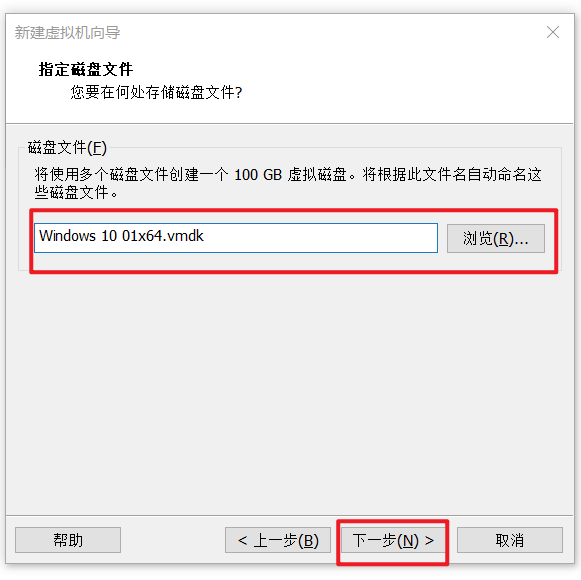 新建虚拟机向导
指定磁盘文件
您要在何处存储磁盘文件?
磁盘文件(F)
将使用多个磁盘文件创建一个 100 GB 虚拟磁盘。将根据此文件名自动命名这
些磁盘文件。
Windows 10 01x64.vmdk
浏览(R)...
帮助
< 上一步(B)
下一步(N) >
取消